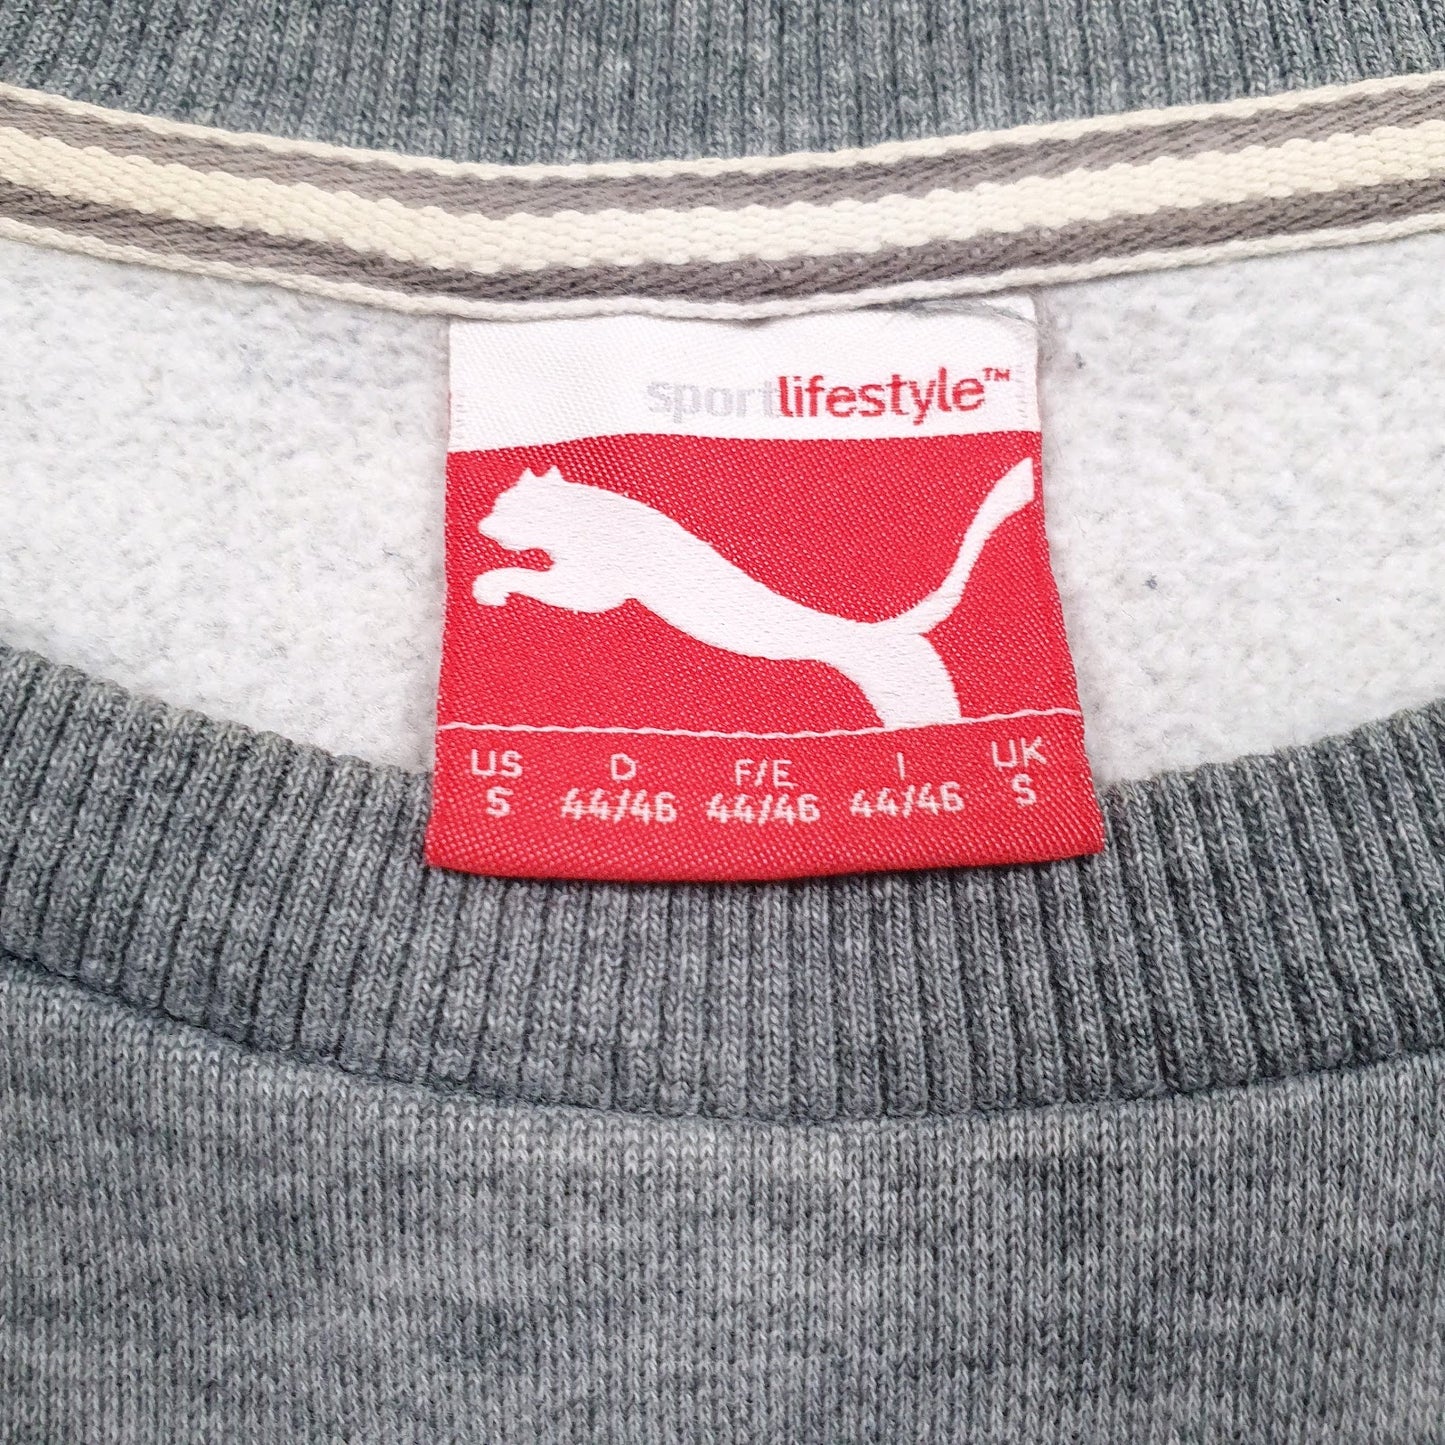 sportlifestyle™
US D F/E I UK
S 44/46 44/46 44/46 S